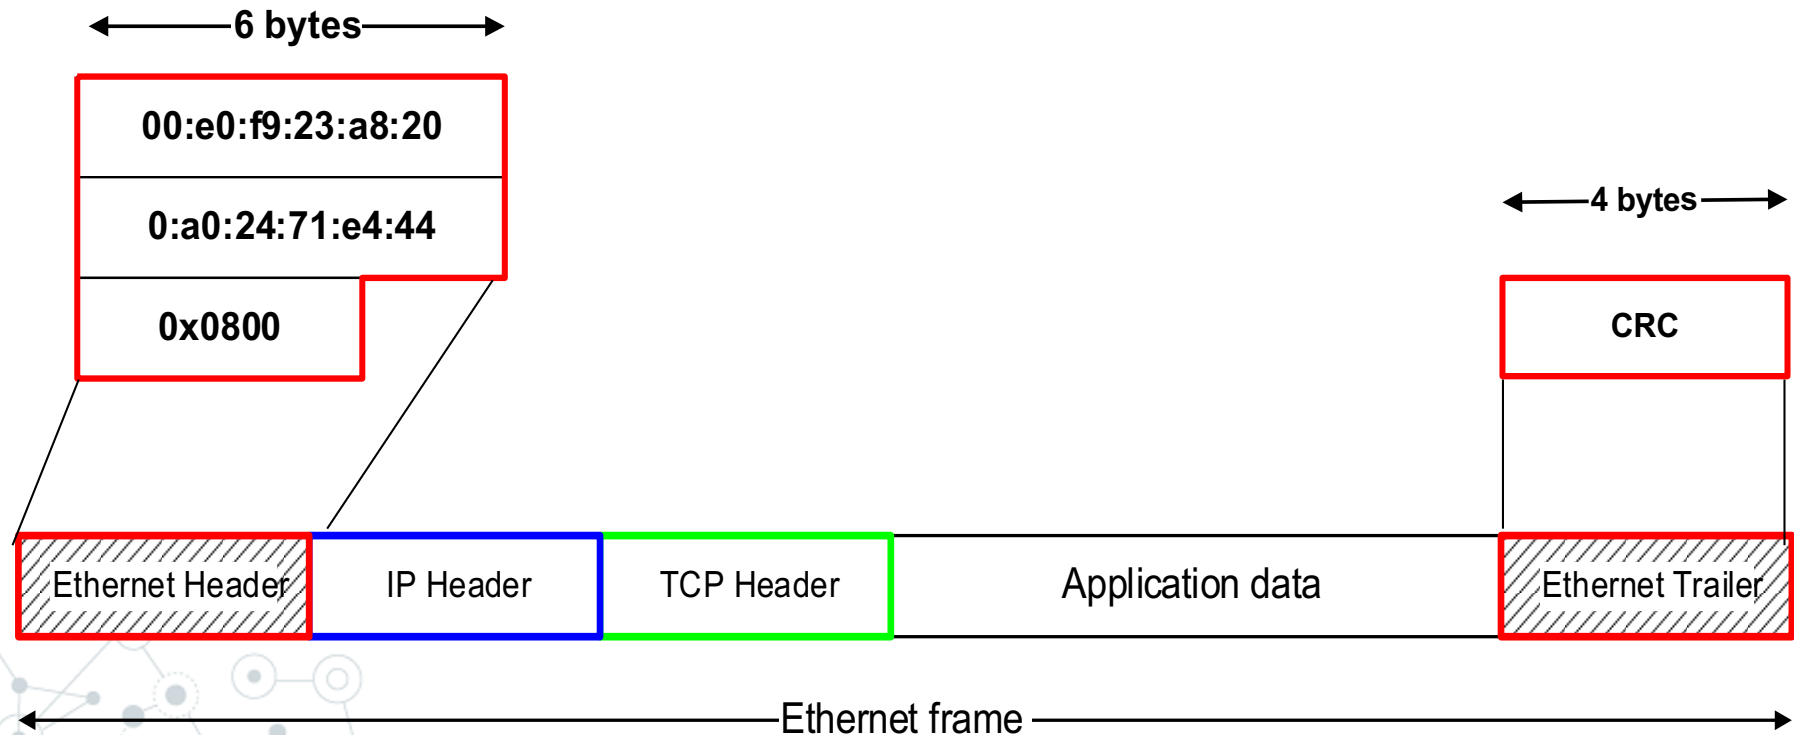 6 bytes
00:e0:f9:23:a8:20
0:a0:24:71:e4:44
4 bytes
0x0800
CRC
Ethernet Header
IP Header
TCP Header
Application data
Ethernet Trailer
Ethernet frame